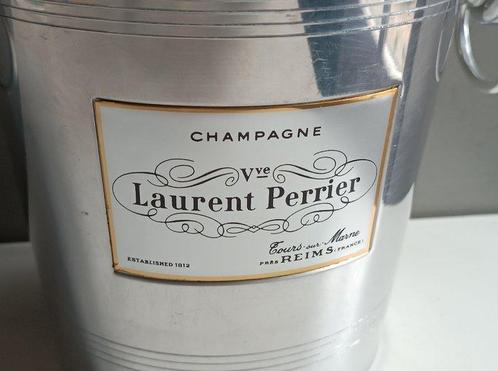 CHAMPAGNE
Vve
Laurent Perrier
Tours-sur-Marne
ESTABLISHED 1812
PRÈS REIMS (FRANCE)